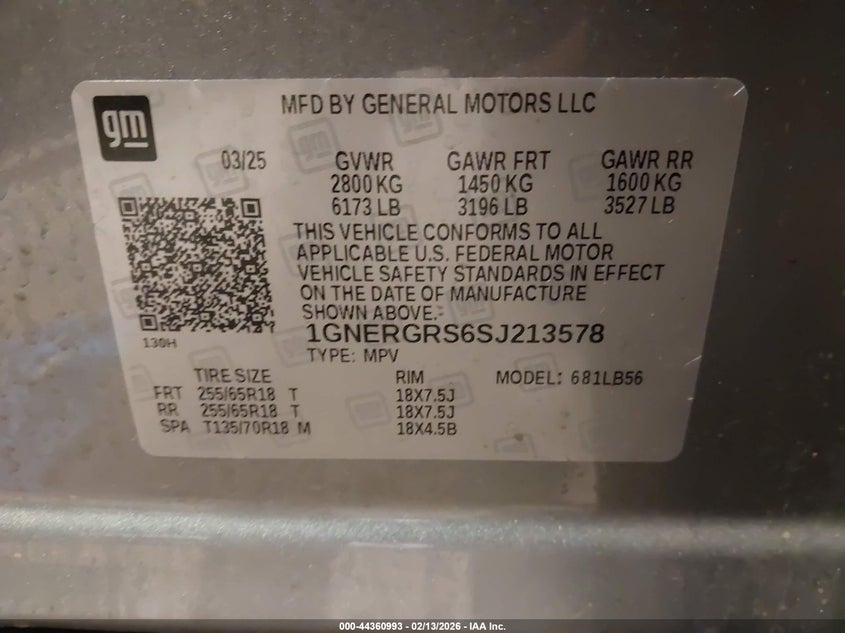 gm
MFD BY GENERAL MOTORS LLC
03/25 GVWR GAWR FRT GAWR RR
2800 KG 1450 KG 1600 KG
6173 LB 3196 LB 3527 LB
THIS VEHICLE CONFORMS TO ALL
APPLICABLE U.S. FEDERAL MOTOR
VEHICLE SAFETY STANDARDS IN EFFECT
ON THE DATE OF MANUFACTURE
SHOWN ABOVE.
1GNERGRS6SJ213578
130H
TYPE: MPV
TIRE SIZE RIM MODEL: 681LB56
FRT 255/65R18 T 18X7.5J
RR 255/65R18 T 18X7.5J
SPA T135/70R18 M 18X4.5B
000-44360993 — 02/13/2026 — IAA Inc.